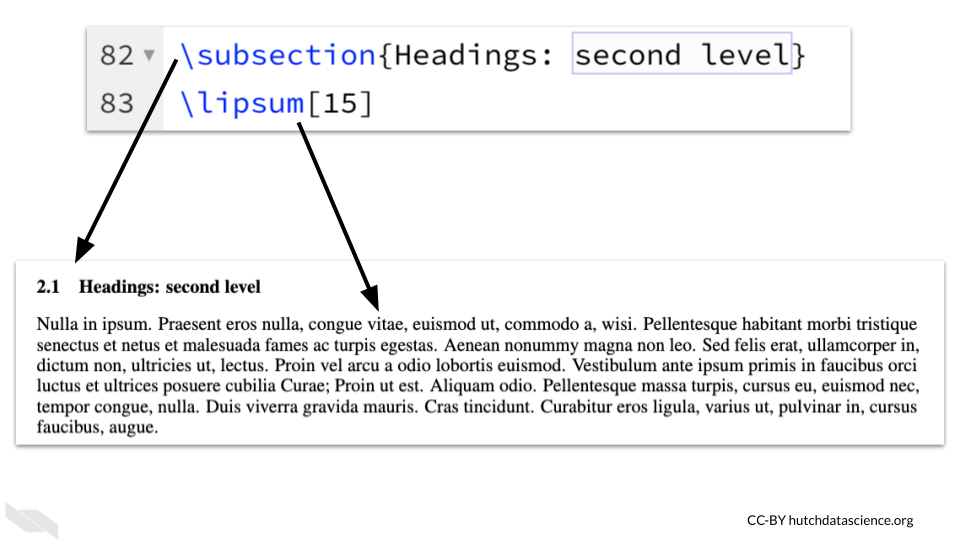 82 ▼ \subsection{Headings: second level}
83 \lipsum[15]
2.1 Headings: second level
Nulla in ipsum. Praesent eros nulla, congue vitae, euismod ut, commodo a, wisi. Pellentesque habitant morbi tristique
senectus et netus et malesuada fames ac turpis egestas. Aenean nonummy magna non leo. Sed felis erat, ullamcorper in,
dictum non, ultricies ut, lectus. Proin vel arcu a odio lobortis euismod. Vestibulum ante ipsum primis in faucibus orci
luctus et ultrices posuere cubilia Curae; Proin ut est. Aliquam odio. Pellentesque massa turpis, cursus eu, euismod nec,
tempor congue, nulla. Duis viverra gravida mauris. Cras tincidunt. Curabitur eros ligula, varius ut, pulvinar in, cursus
faucibus, augue.
CC-BY hutchdatascience.org